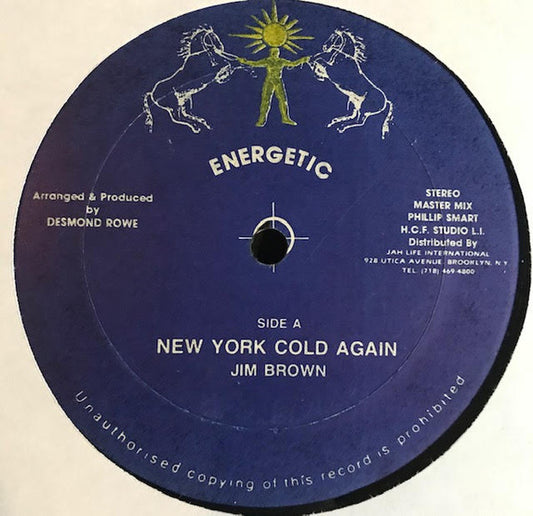 ENERGETIC
Arranged & Produced
by
DESMOND ROWE
STEREO
MASTER MIX
PHILLIP SMART
H.C.F. STUDIO L.I.
Distributed By
JAH LIFE INTERNATIONAL
928 UTICA AVENUE BROOKLYN, N.Y
TEL: (718) 469-4800
SIDE A
NEW YORK COLD AGAIN
JIM BROWN
Unauthorised copying of this record is prohibited